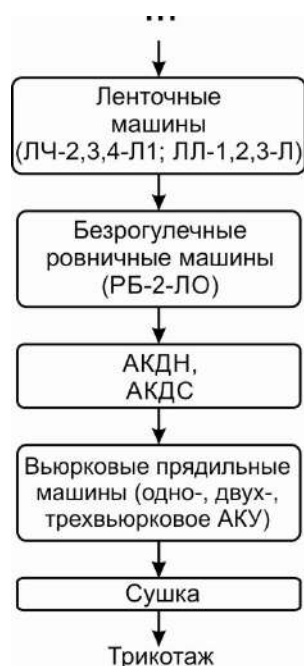 ...
Ленточные
машины
(ЛЧ-2,3,4-Л1; ЛЛ-1,2,3-Л)
Безрогулечные
ровничные машины
(РБ-2-ЛО)
АКДН,
АКДС
Вьюрковые прядильные
машины (одно-, двух-,
трехвьюрковое АКУ)
Сушка
Трикотаж